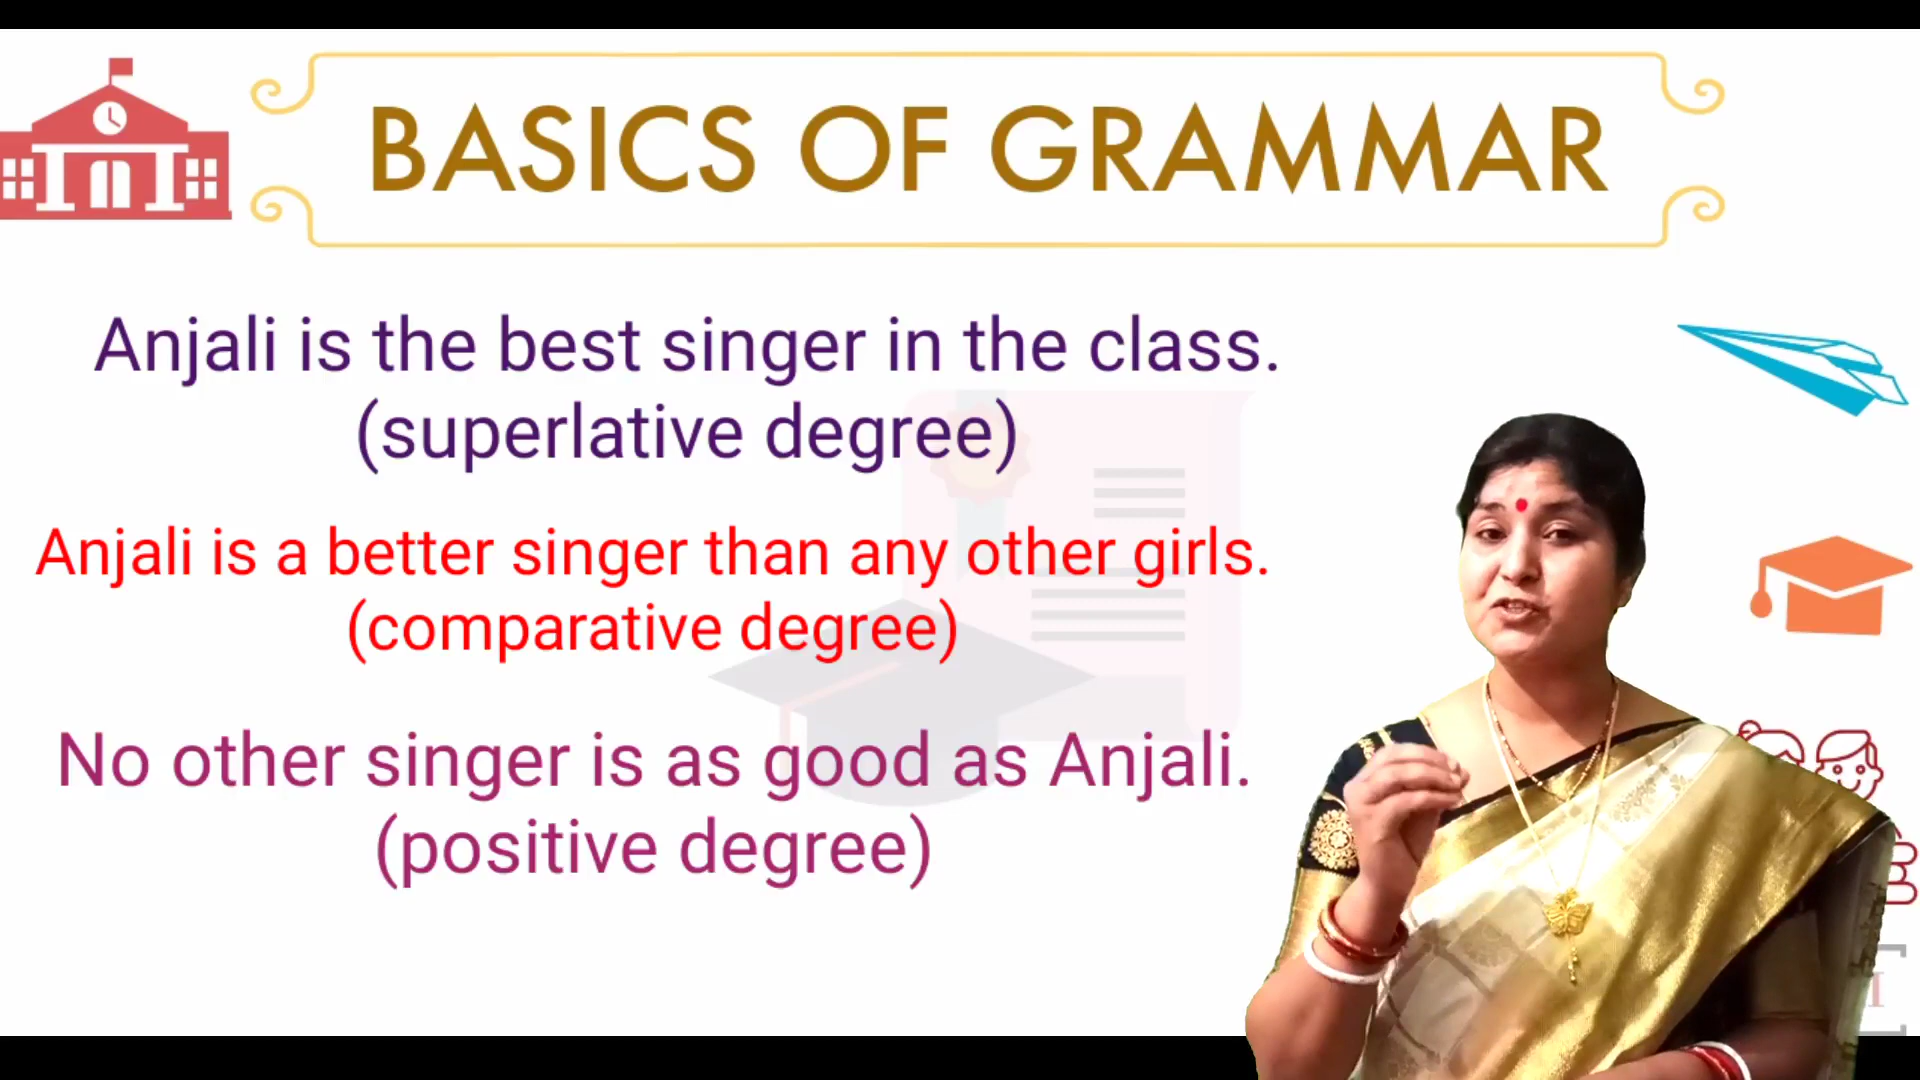 BASICS OF GRAMMAR
Anjali is the best singer in the class.
(superlative degree)
Anjali is a better singer than any other girls.
(comparative degree)
No other singer is as good as Anjali.
(positive degree)